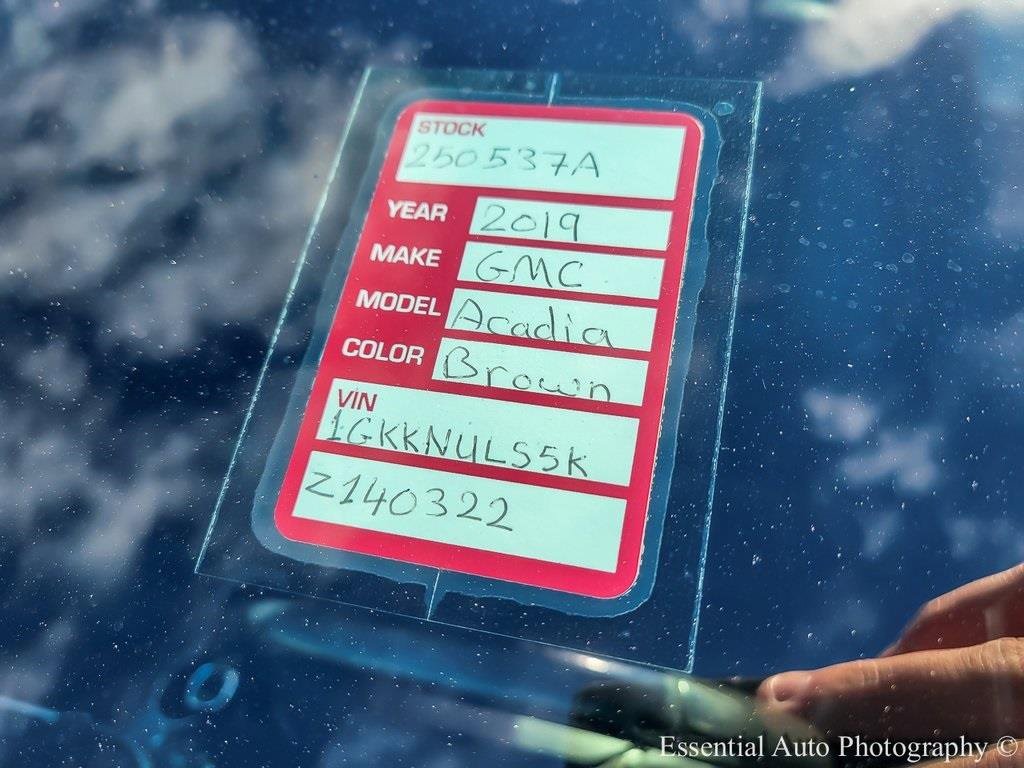 STOCK
250537A
YEAR 2019
MAKE GMC
MODEL Acadia
COLOR Brown
VIN
1GKKNULS5K
Z140322
Essential Auto Photography ©